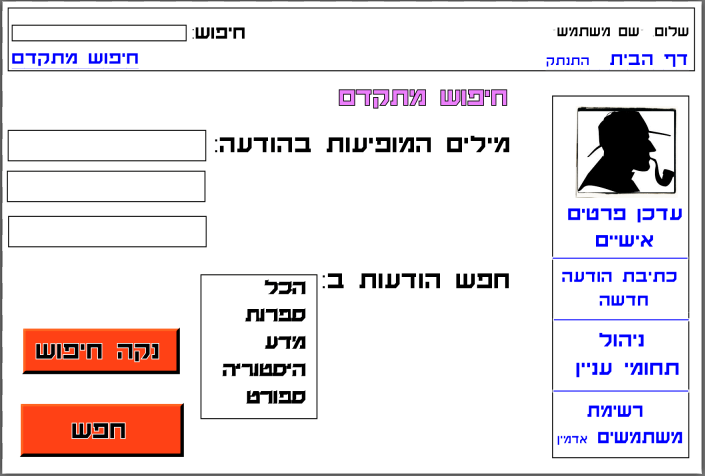 שלום -שם משתמש-
חיפוש:
דף הבית התנתק
חיפוש מתקדם
חיפוש מתקדם
מילים המופיעות בהודעה:
חפש הודעות ב:
הכל
ספרות
מדע
היסטוריה
ספורט
נקה חיפוש
חפש
עדכן פרטים
אישיים
כתיבת הודעה
חדשה
ניהול
תחומי עניין
רשימת
משתמשים אדמין